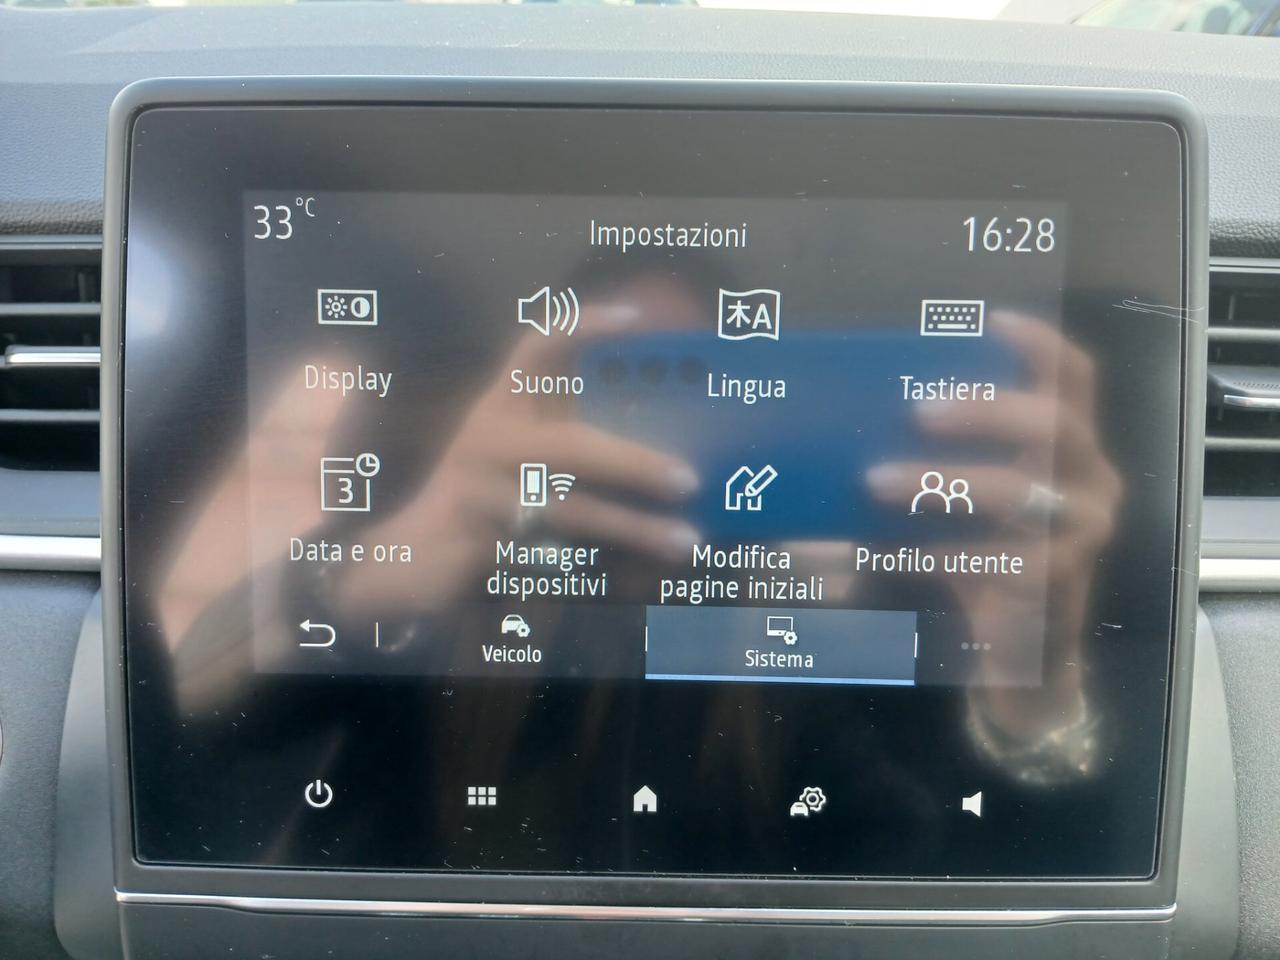 33°C
Impostazioni
16:28
Display
Suono
Lingua
Tastiera
Data e ora
Manager
dispositivi
Modifica
pagine iniziali
Profilo utente
Veicolo
Sistema